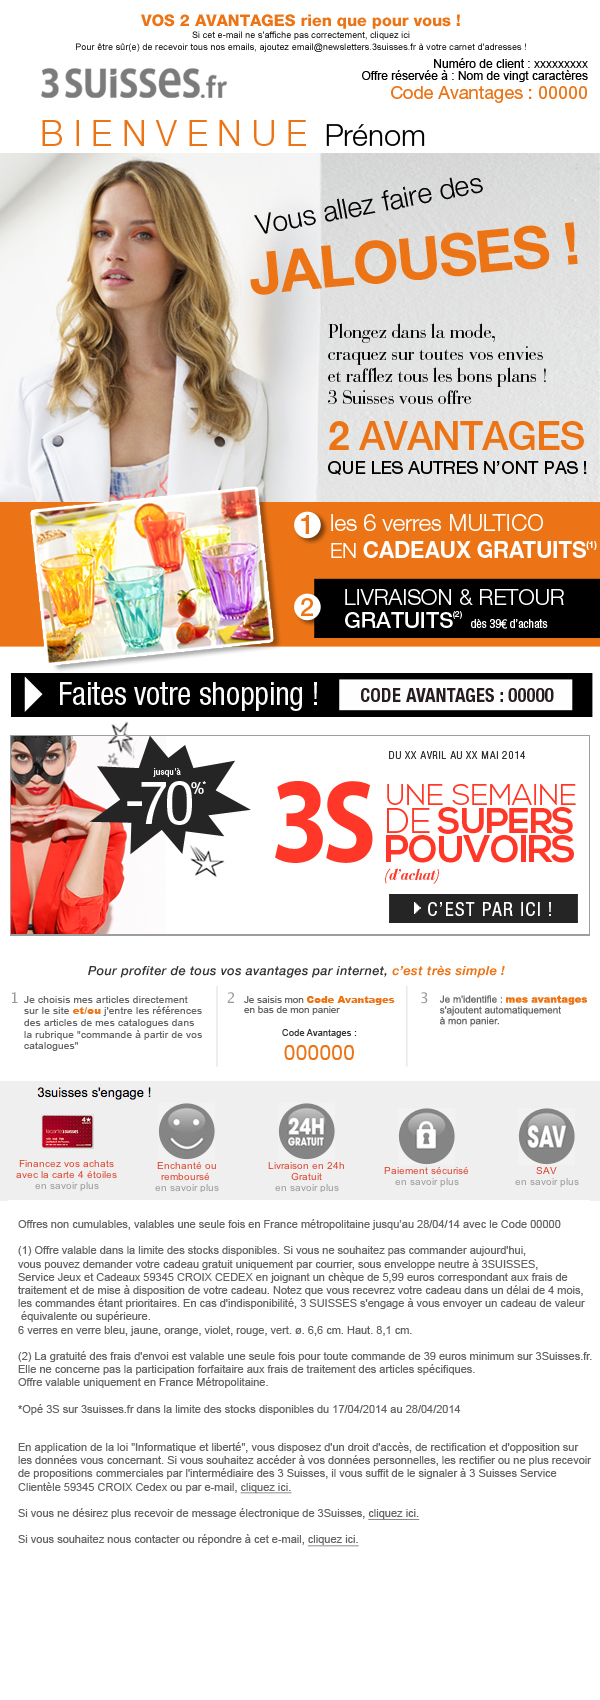 VOS 2 AVANTAGES rien que pour vous !
Si cet e-mail ne s'affiche pas correctement, cliquez ici
Pour être sûr(e) de recevoir tous nos emails, ajoutez email@newsletters.3suisses.fr à votre carnet d'adresses !
3SUISSES.fr
Numéro de client : xxxxxxxxx
Offre réservée à : Nom de vingt caractères
Code Avantages : 00000
BIENVENUE Prénom
Vous allez faire des
JALOUSES !
Plongez dans la mode,
craquez sur toutes vos envies
et rafflez tous les bons plans !
3 Suisses vous offre
2 AVANTAGES
QUE LES AUTRES N'ONT PAS !
1 les 6 verres MULTICO
EN CADEAUX GRATUITS(1)
2 LIVRAISON & RETOUR
GRATUITS(2) dès 39€ d'achats
Faites votre shopping ! CODE AVANTAGES : 00000
jusqu'à
-70%*
DU XX AVRIL AU XX MAI 2014
3S UNE SEMAINE
DE SUPERS
POUVOIRS
(d'achat)
C'EST PAR ICI !
Pour profiter de tous vos avantages par internet, c'est très simple !
1 Je choisis mes articles directement
sur le site et/ou j'entre les références
des articles de mes catalogues dans
la rubrique "commande à partir de vos
catalogues"
2 Je saisis mon Code Avantages
en bas de mon panier
Code Avantages :
000000
3 Je m'identifie : mes avantages
s'ajoutent automatiquement
à mon panier.
3suisses s'engage !
Financez vos achats
avec la carte 4 étoiles
en savoir plus
Enchanté ou
remboursé
en savoir plus
24H
GRATUIT
Livraison en 24h
Gratuit
en savoir plus
Paiement sécurisé
en savoir plus
SAV
SAV
en savoir plus
Offres non cumulables, valables une seule fois en France métropolitaine jusqu'au 28/04/14 avec le Code 00000
(1) Offre valable dans la limite des stocks disponibles. Si vous ne souhaitez pas commander aujourd'hui,
vous pouvez demander votre cadeau gratuit uniquement par courrier, sous enveloppe neutre à 3SUISSES,
Service Jeux et Cadeaux 59345 CROIX CEDEX en joignant un chèque de 5,99 euros correspondant aux frais de
traitement et de mise à disposition de votre cadeau. Notez que vous recevrez votre cadeau dans un délai de 4 mois,
les commandes étant prioritaires. En cas d'indisponibilité, 3 SUISSES s'engage à vous envoyer un cadeau de valeur
équivalente ou supérieure.
6 verres en verre bleu, jaune, orange, violet, rouge, vert. ø. 6,6 cm. Haut. 8,1 cm.
(2) La gratuité des frais d'envoi est valable une seule fois pour toute commande de 39 euros minimum sur 3Suisses.fr.
Elle ne concerne pas la participation forfaitaire aux frais de traitement des articles spécifiques.
Offre valable uniquement en France Métropolitaine.
*Opé 3S sur 3suisses.fr dans la limite des stocks disponibles du 17/04/2014 au 28/04/2014
En application de la loi "Informatique et liberté", vous disposez d'un droit d'accès, de rectification et d'opposition sur
les données vous concernant. Si vous souhaitez accéder à vos données personnelles, les rectifier ou ne plus recevoir
de propositions commerciales par l'intermédiaire des 3 Suisses, il vous suffit de le signaler à 3 Suisses Service
Clientèle 59345 CROIX Cedex ou par e-mail, cliquez ici.
Si vous ne désirez plus recevoir de message électronique de 3Suisses, cliquez ici.
Si vous souhaitez nous contacter ou répondre à cet e-mail, cliquez ici.